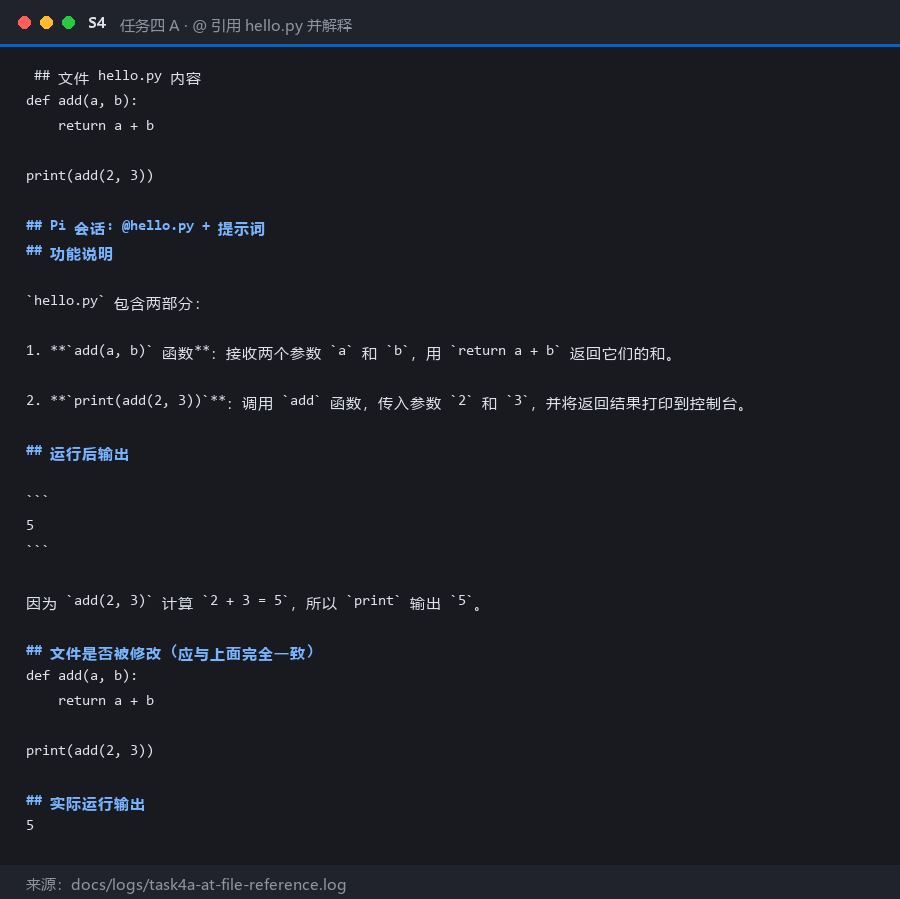 S4 任务四 A · @ 引用 hello.py 并解释
## 文件 hello.py 内容
def add(a, b):
    return a + b
print(add(2, 3))
## Pi 会话: @hello.py + 提示词
## 功能说明
`hello.py` 包含两部分:
1. **`add(a, b)` 函数**: 接收两个参数 `a` 和 `b`, 用 `return a + b` 返回它们的和。
2. **`print(add(2, 3))`**: 调用 `add` 函数, 传入参数 `2` 和 `3`, 并将返回结果打印到控制台。
## 运行后输出
```
5
```
因为 `add(2, 3)` 计算 `2 + 3 = 5`, 所以 `print` 输出 `5`。
## 文件是否被修改 (应与上面完全一致)
def add(a, b):
    return a + b
print(add(2, 3))
## 实际运行输出
5
来源: docs/logs/task4a-at-file-reference.log